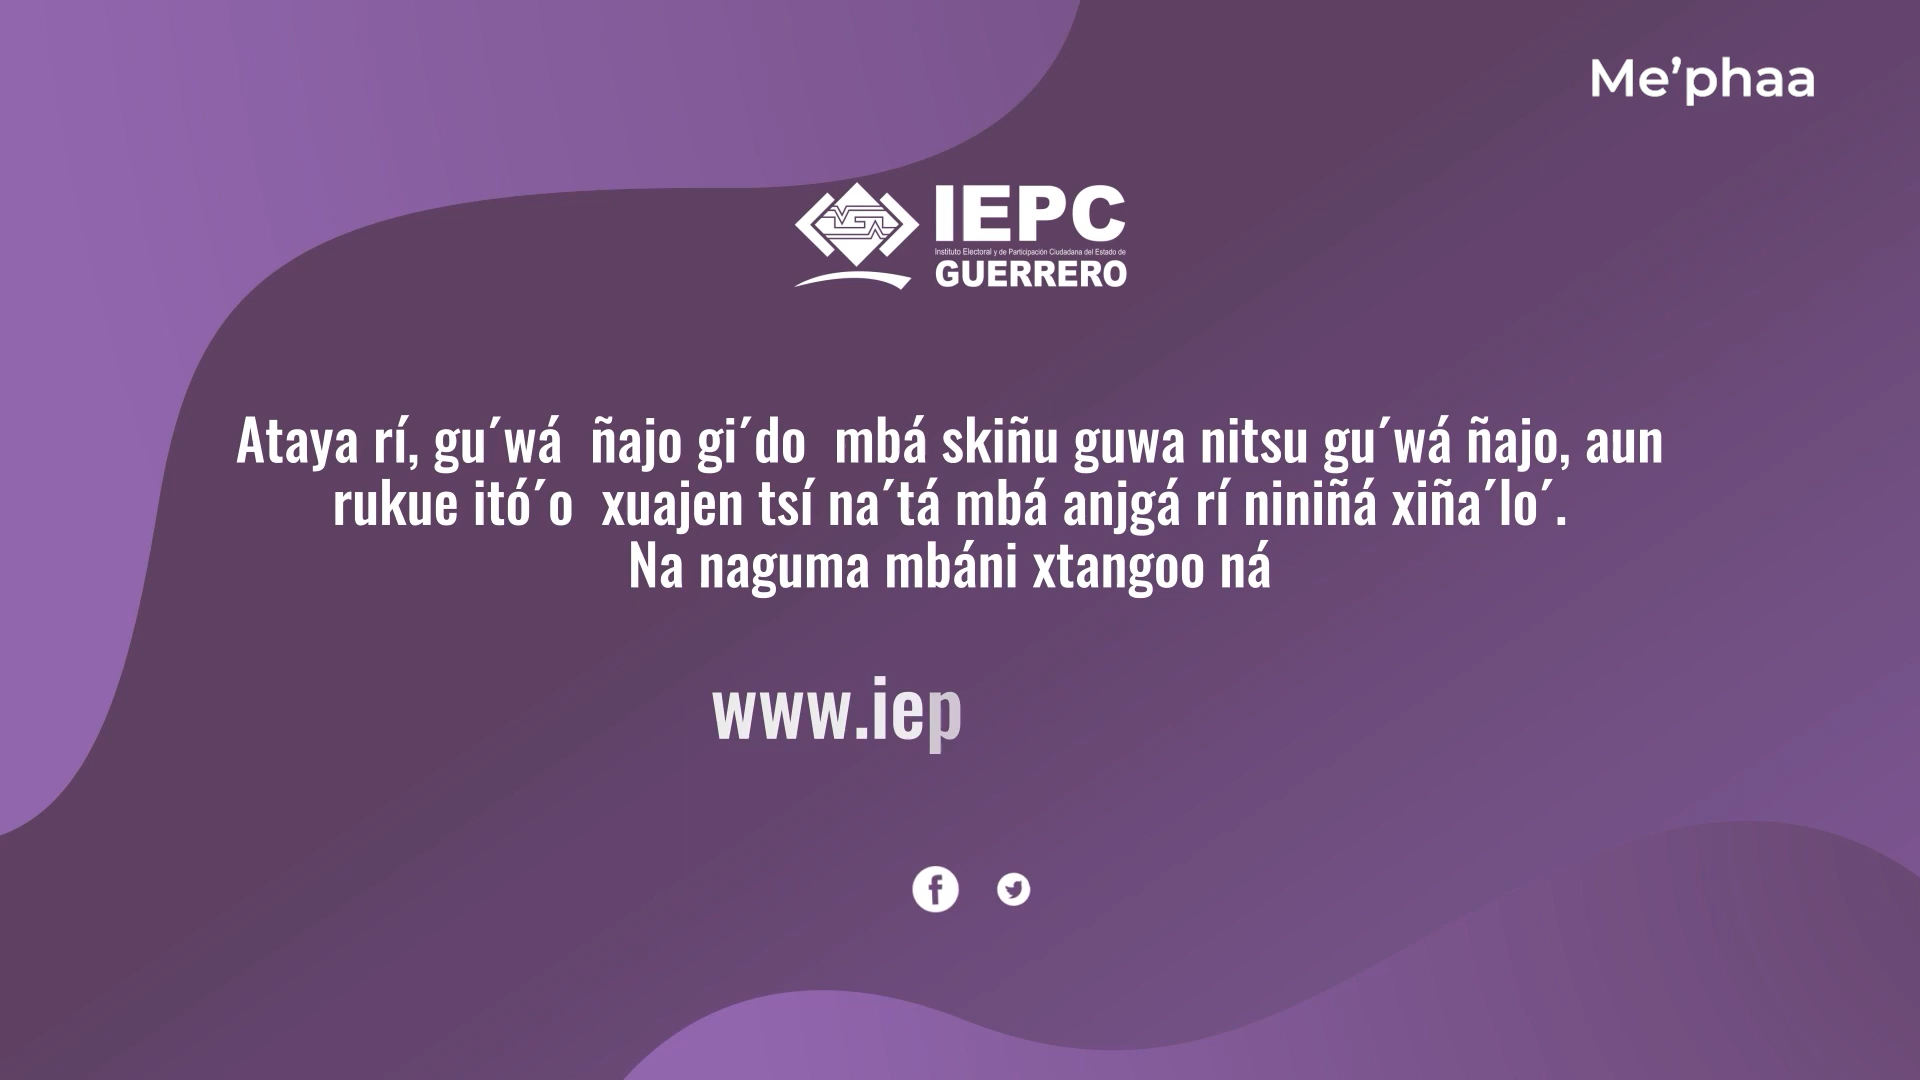 Me’phaa
IEPC
Instituto Electoral y de Participación Ciudadana del Estado de
GUERRERO
Ataya rí, gu´wá ñajo gi´do mbá skiñu guwa nitsu gu´wá ñajo, aun
rukue itó´o xuajen tsí na´tá mbá anjgá rí niniñá xiña´lo´.
Na naguma mbáni xtangoo ná
www.iep